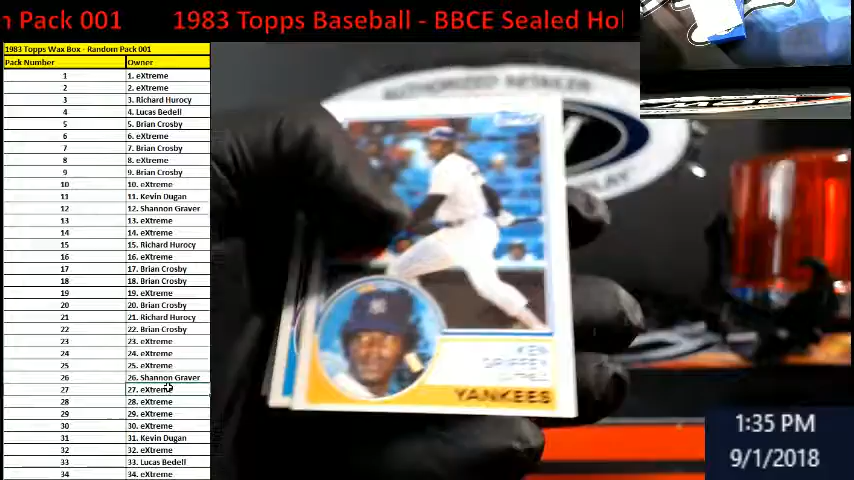 n Pack 001 1983 Topps Baseball - BBCE Sealed Hol
1983 Topps Wax Box - Random Pack 001
Pack Number Owner
1 1. eXtreme
2 2. eXtreme
3 3. Richard Hurocy
4 4. Lucas Bedell
5 5. Brian Crosby
6 6. eXtreme
7 7. Brian Crosby
8 8. eXtreme
9 9. Brian Crosby
10 10. eXtreme
11 11. Kevin Dugan
12 12. Shannon Graver
13 13. eXtreme
14 14. eXtreme
15 15. Richard Hurocy
16 16. eXtreme
17 17. Brian Crosby
18 18. Brian Crosby
19 19. eXtreme
20 20. Brian Crosby
21 21. Richard Hurocy
22 22. Brian Crosby
23 23. eXtreme
24 24. eXtreme
25 25. eXtreme
26 26. Shannon Graver
27 27. eXtreme
28 28. eXtreme
29 29. eXtreme
30 30. eXtreme
31 31. Kevin Dugan
32 32. eXtreme
33 33. Lucas Bedell
34 34. eXtreme
AUTHORIZED RETAILER
Topps
KEN
GRIFFEY
YANKEES
1:35 PM
9/1/2018